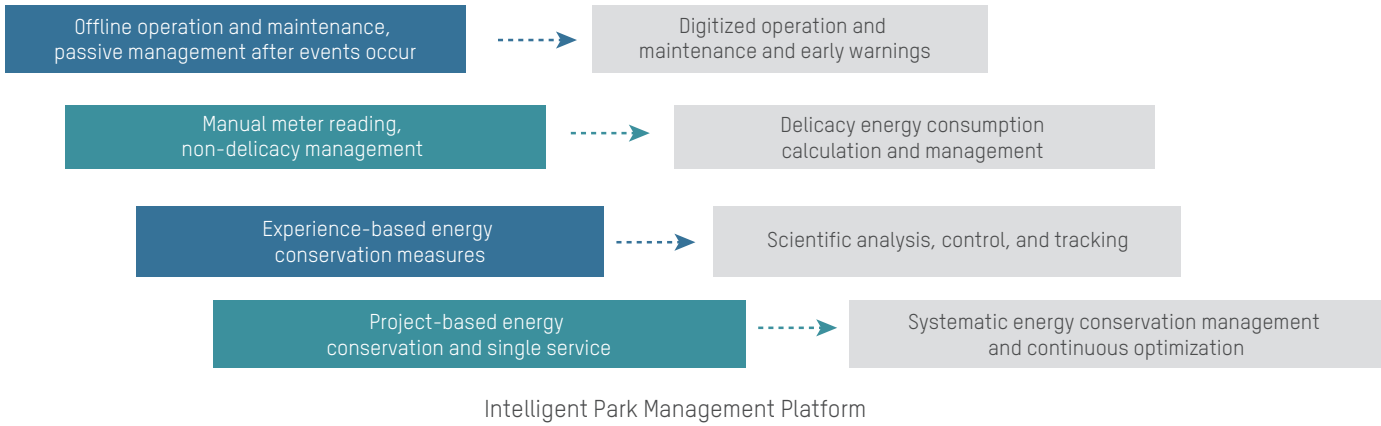 Offline operation and maintenance,
passive management after events occur
Digitized operation and
maintenance and early warnings
Manual meter reading,
non-delicacy management
Delicacy energy consumption
calculation and management
Experience-based energy
conservation measures
Scientific analysis, control, and tracking
Project-based energy
conservation and single service
Systematic energy conservation management
and continuous optimization
Intelligent Park Management Platform